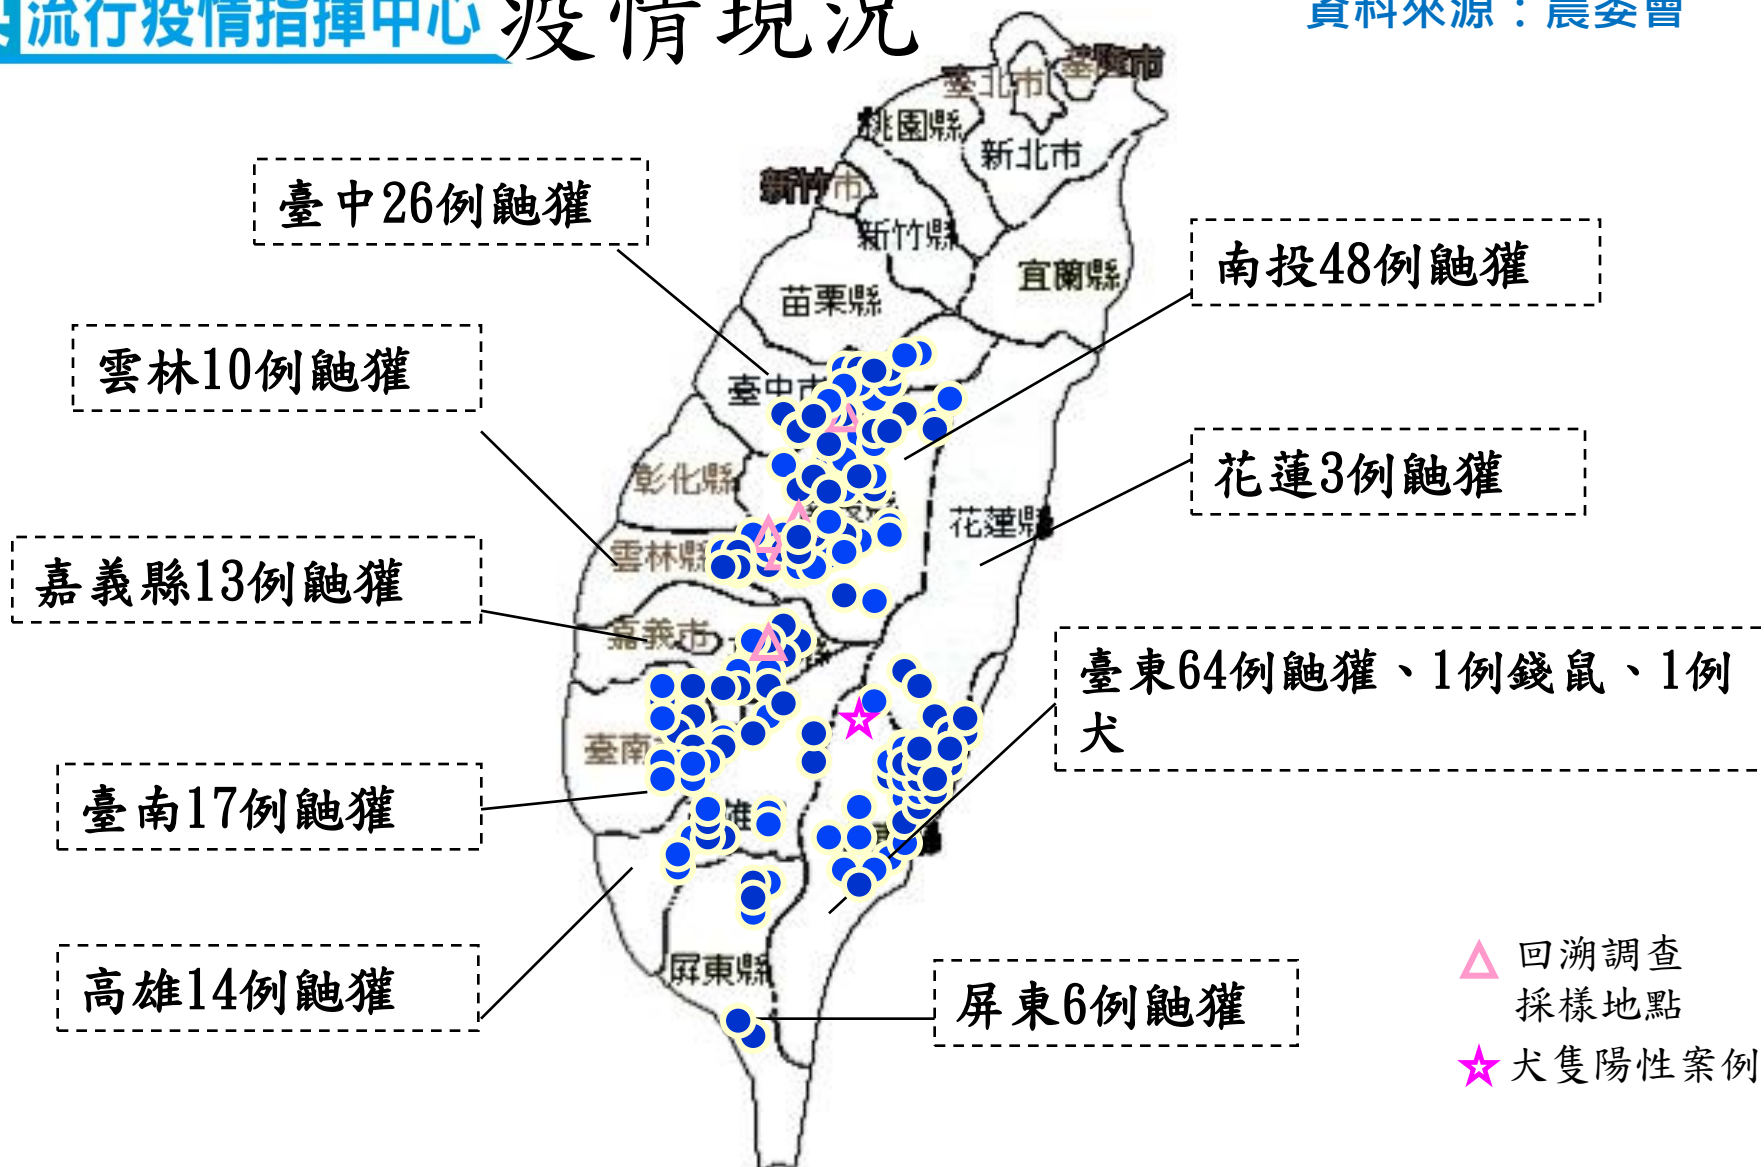 流行疫情指揮中心
疫情現況
資料來源：農委會
基隆市
臺北市
桃園縣
新北市
新竹市
新竹縣
宜蘭縣
苗栗縣
臺中市
彰化縣
花蓮縣
雲林縣
嘉義市
臺南
雄
屏東縣
臺中26例鼬獾
南投48例鼬獾
雲林10例鼬獾
花蓮3例鼬獾
嘉義縣13例鼬獾
臺東64例鼬獾、1例錢鼠、1例
犬
臺南17例鼬獾
高雄14例鼬獾
屏東6例鼬獾
回溯調查
採樣地點
犬隻陽性案例